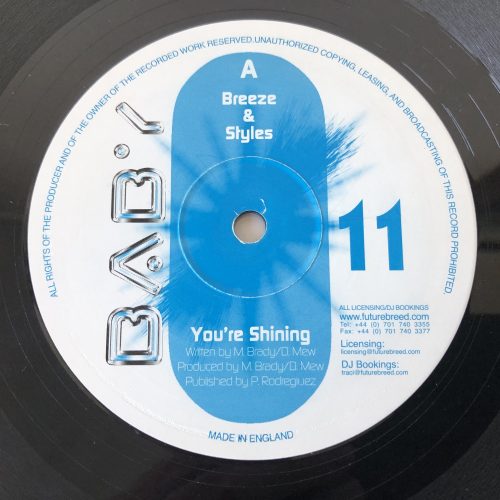 ALL RIGHTS OF THE PRODUCER AND OF THE OWNER OF THE RECORDED WORK RESERVED. UNAUTHORIZED COPYING, LEASING, AND BROADCASTING OF THIS RECORD PROHIBITED.
A
Breeze
&
Styles
BAB'L
11
ALL LICENSING/DJ BOOKINGS
www.futurebreed.com
Tel: +44 (0) 701 740 3355
Fax: +44 (0) 701 740 3377
Licensing:
licensing@futurebreed.com
DJ Bookings:
traci@futurebreed.com
You're Shining
Written by M. Brady/D. Mew
Produced by M. Brady/D. Mew
Published by P. Rodregiuez
MADE IN ENGLAND